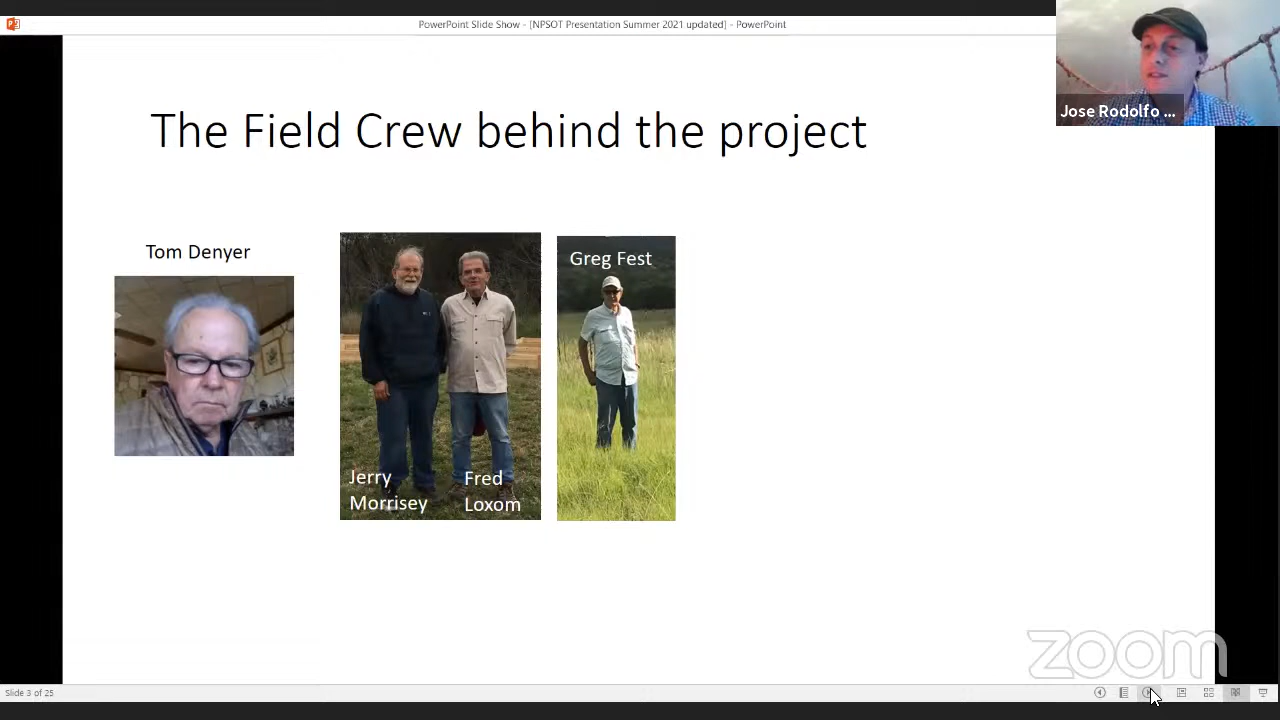 PowerPoint Slide Show - [NPSOT Presentation Summer 2021 updated] - PowerPoint
Jose Rodolfo ...
The Field Crew behind the project
Tom Denyer
Greg Fest
Jerry
Morrisey
Fred
Loxom
zoom
Slide 3 of 25